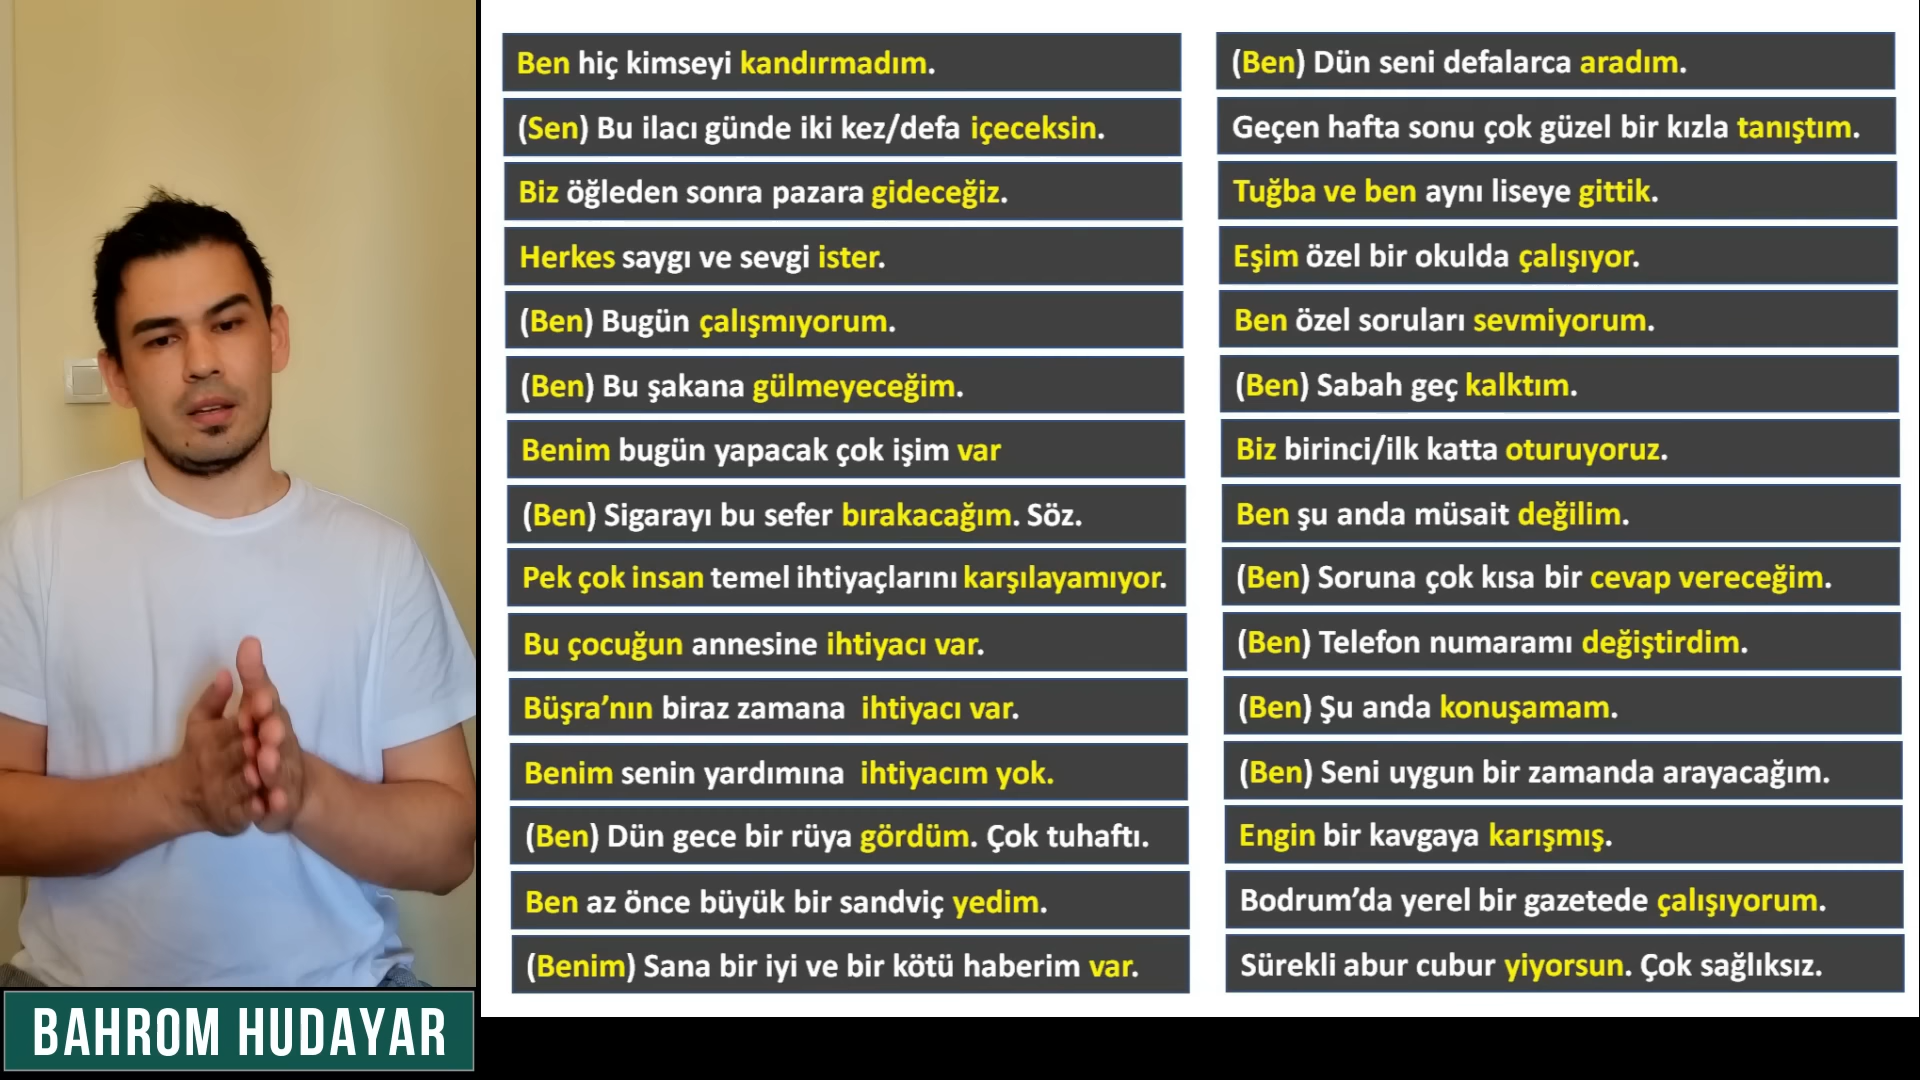 Ben hiç kimseyi kandırmadım.
(Sen) Bu ilacı günde iki kez/defa içeceksin.
Biz öğleden sonra pazara gideceğiz.
Herkes saygı ve sevgi ister.
(Ben) Bugün çalışmıyorum.
(Ben) Bu şakana gülmeyeceğim.
Benim bugün yapacak çok işim var
(Ben) Sigarayı bu sefer bırakacağım. Söz.
Pek çok insan temel ihtiyaçlarını karşılayamıyor.
Bu çocuğun annesine ihtiyacı var.
Büşra’nın biraz zamana ihtiyacı var.
Benim senin yardımına ihtiyacım yok.
(Ben) Dün gece bir rüya gördüm. Çok tuhaftı.
Ben az önce büyük bir sandviç yedim.
(Benim) Sana bir iyi ve bir kötü haberim var.
(Ben) Dün seni defalarca aradım.
Geçen hafta sonu çok güzel bir kızla tanıştım.
Tuğba ve ben aynı liseye gittik.
Eşim özel bir okulda çalışıyor.
Ben özel soruları sevmiyorum.
(Ben) Sabah geç kalktım.
Biz birinci/ilk katta oturuyoruz.
Ben şu anda müsait değilim.
(Ben) Soruna çok kısa bir cevap vereceğim.
(Ben) Telefon numaramı değiştirdim.
(Ben) Şu anda konuşamam.
(Ben) Seni uygun bir zamanda arayacağım.
Engin bir kavgaya karışmış.
Bodrum’da yerel bir gazetede çalışıyorum.
Sürekli abur cubur yiyorsun. Çok sağlıksız.
BAHROM HUDAYAR